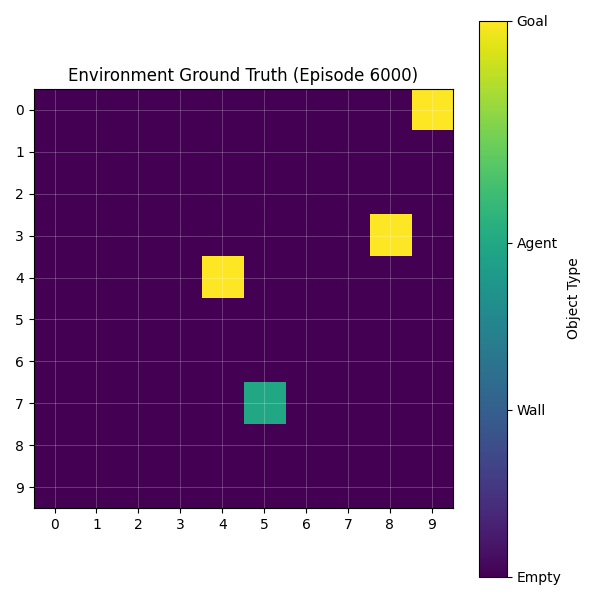 Environment Ground Truth (Episode 6000)
0
1
2
3
4
5
6
7
8
9
0 1 2 3 4 5 6 7 8 9
Goal
Agent
Wall
Empty
Object Type